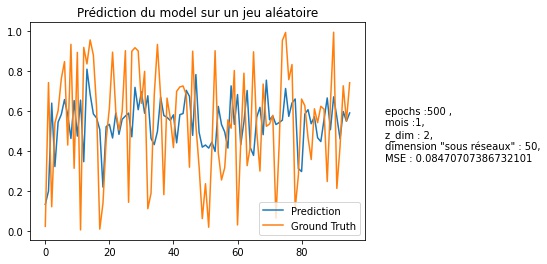 Prédiction du model sur un jeu aléatoire
1.0
0.8
0.6
0.4
0.2
0.0
0 20 40 60 80
Prediction
Ground Truth
epochs :500 ,
mois :1,
z_dim : 2,
dimension "sous réseaux" : 50,
MSE : 0.08470707386732101